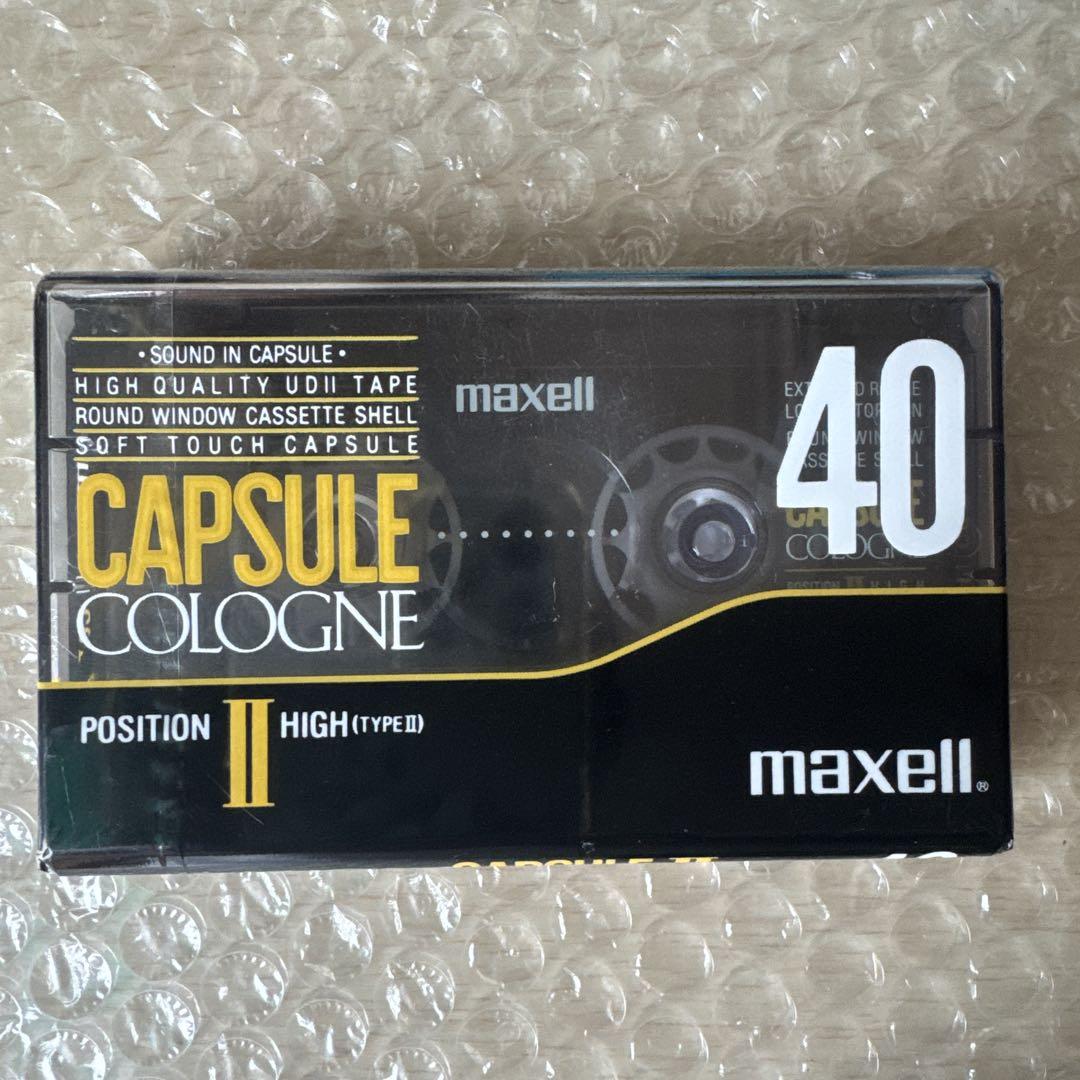 • SOUND IN CAPSULE •
HIGH QUALITY UDII TAPE
ROUND WINDOW CASSETTE SHELL
SOFT TOUCH CAPSULE
CAPSULE
COLOGNE
maxell
40
POSITION II HIGH (TYPE II)
maxell®